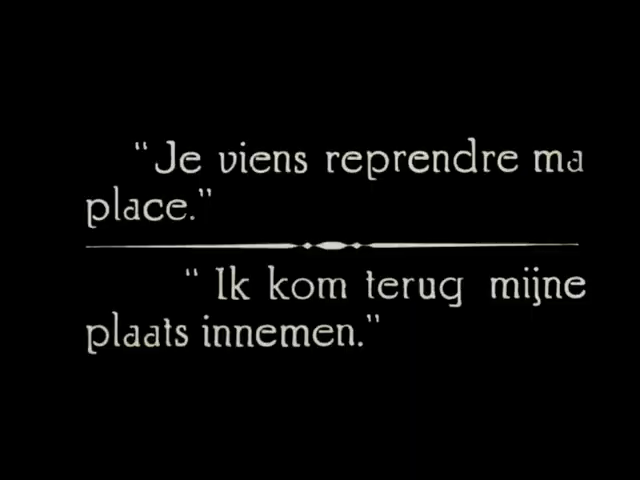 "Je viens reprendre ma
place."
" Ik kom terug mijne
plaats innemen."